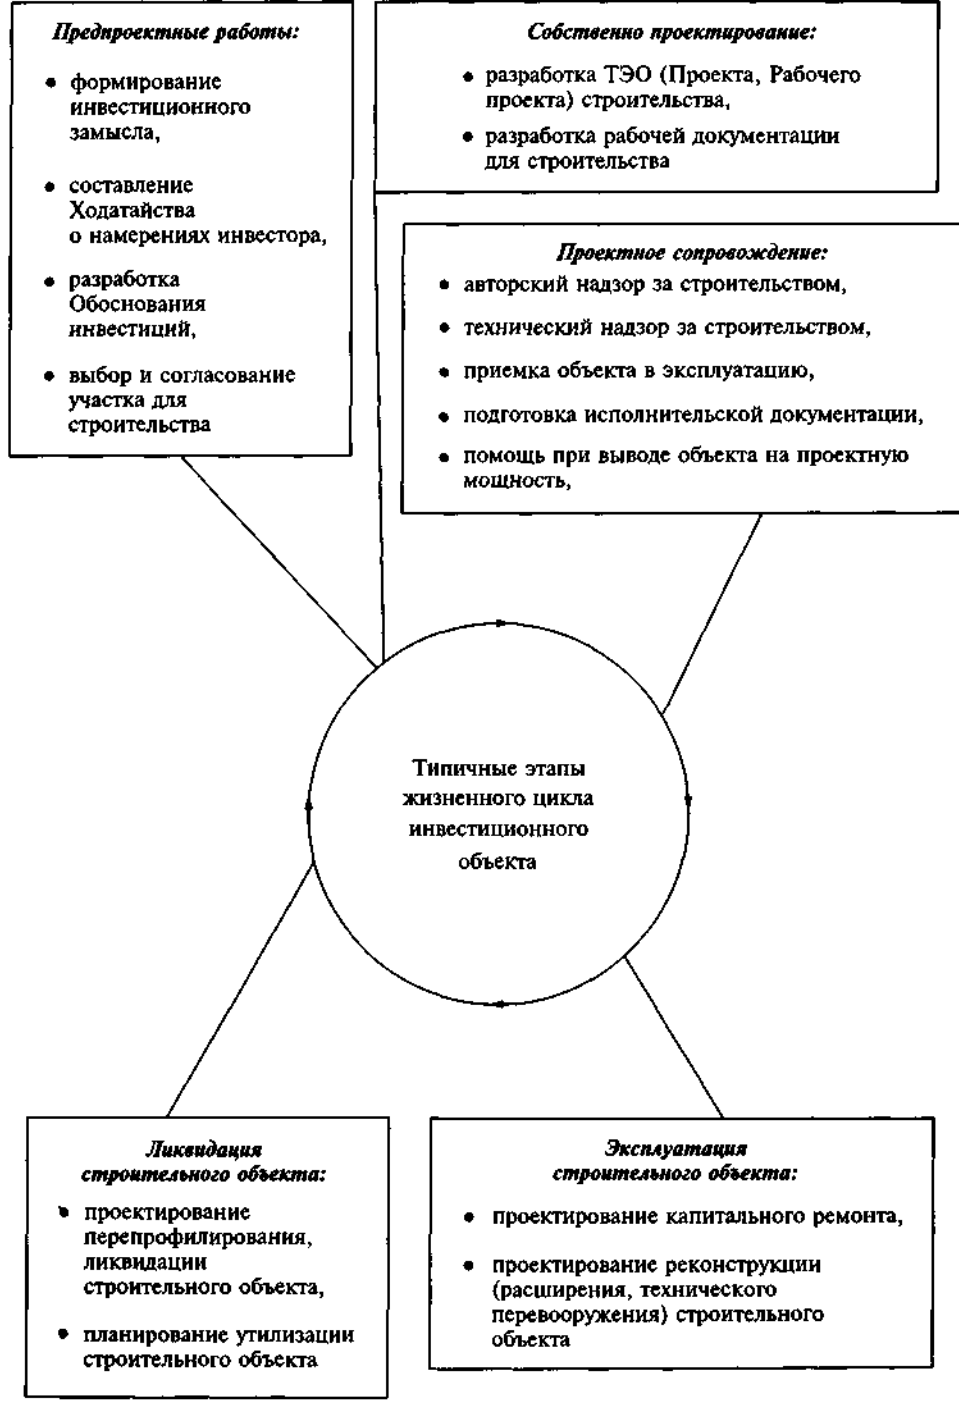 Предпроектные работы:
• формирование
инвестиционного
замысла,
• составление
Ходатайства
о намерениях инвестора,
• разработка
Обоснования
инвестиций,
• выбор и согласование
участка для
строительства
Собственно проектирование:
• разработка ТЭО (Проекта, Рабочего
проекта) строительства,
• разработка рабочей документации
для строительства
Проектное сопровождение:
• авторский надзор за строительством,
• технический надзор за строительством,
• приемка объекта в эксплуатацию,
• подготовка исполнительской документации,
• помощь при выводе объекта на проектную
мощность,
Типичные этапы
жизненного цикла
инвестиционного
объекта
Ликвидация
строительного объекта:
• проектирование
перепрофилирования,
ликвидации
строительного объекта,
• планирование утилизации
строительного объекта
Эксплуатация
строительного объекта:
• проектирование капитального ремонта,
• проектирование реконструкции
(расширения, технического
перевооружения) строительного
объекта